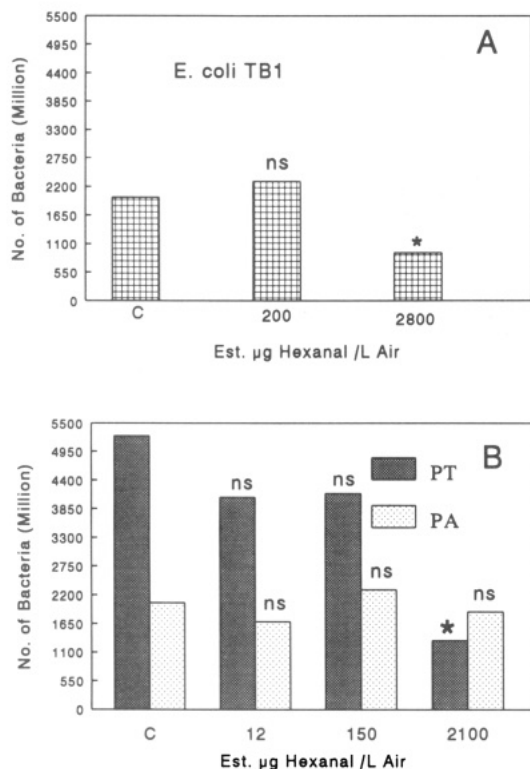 A
E. coli TB1
No. of Bacteria (Million)
5500
4950
4400
3850
3300
2750
2200
1650
1100
550
0
ns
*
C 200 2800
Est. µg Hexanal /L Air
B
No. of Bacteria (Million)
5500
4950
4400
3850
3300
2750
2200
1650
1100
550
0
PT
PA
ns ns
ns ns ns
*
C 12 150 2100
Est. µg Hexanal /L Air